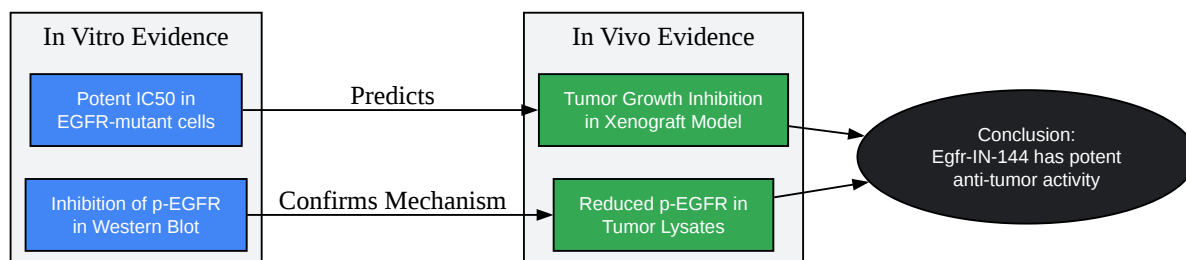 In Vitro Evidence
Potent IC50 in
EGFR-mutant cells
Inhibition of p-EGFR
in Western Blot
Predicts
Confirms Mechanism
In Vivo Evidence
Tumor Growth Inhibition
in Xenograft Model
Reduced p-EGFR in
Tumor Lysates
Conclusion:
Egfr-IN-144 has potent
anti-tumor activity